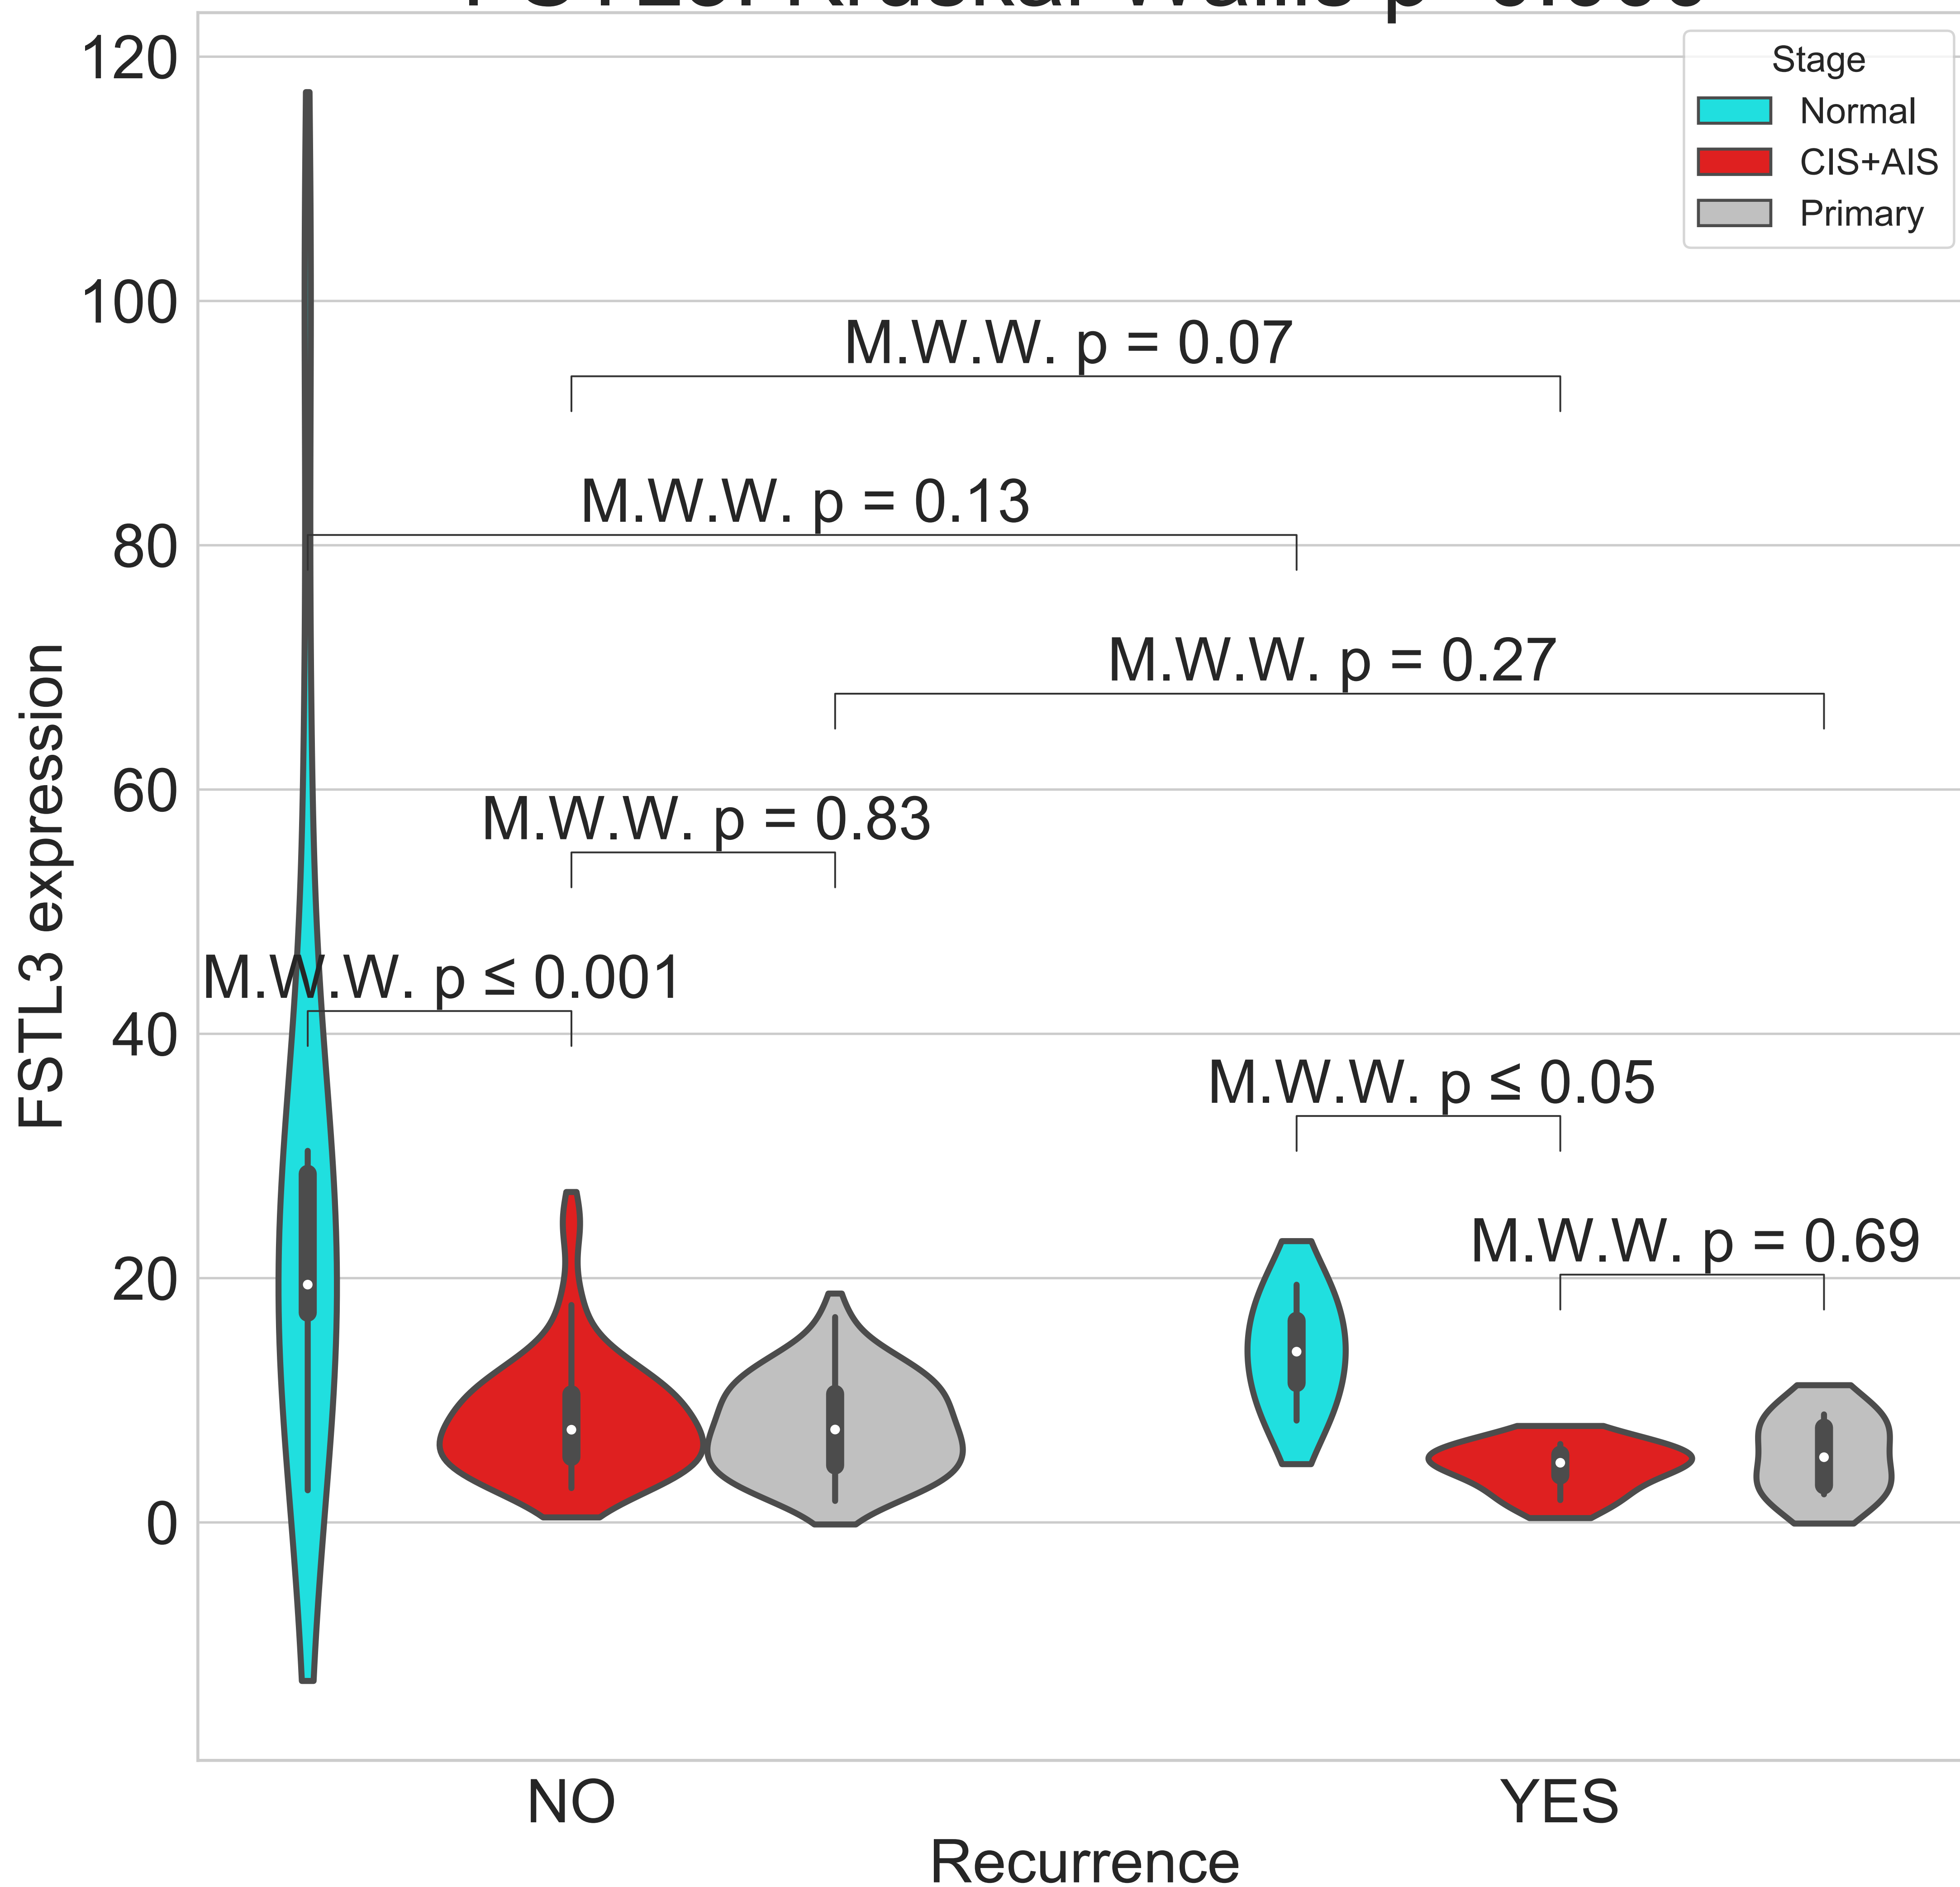 120
100
80
60
40
20
0
FSTL3 expression
Stage
Normal
CIS+AIS
Primary
M.W.W. p = 0.07
M.W.W. p = 0.13
M.W.W. p = 0.27
M.W.W. p = 0.83
M.W.W. p ≤ 0.001
M.W.W. p ≤ 0.05
M.W.W. p = 0.69
NO
YES
Recurrence